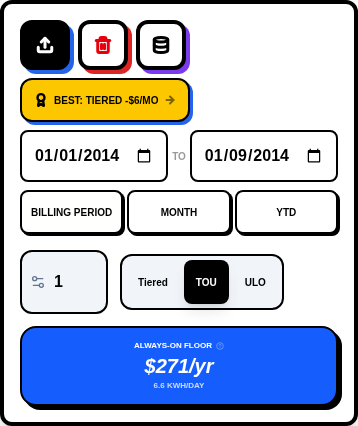 BEST: TIERED -$6/MO →
01/01/2014 TO 01/09/2014
BILLING PERIOD MONTH YTD
1 Tiered TOU ULO
ALWAYS-ON FLOOR
$271/yr
6.6 KWH/DAY